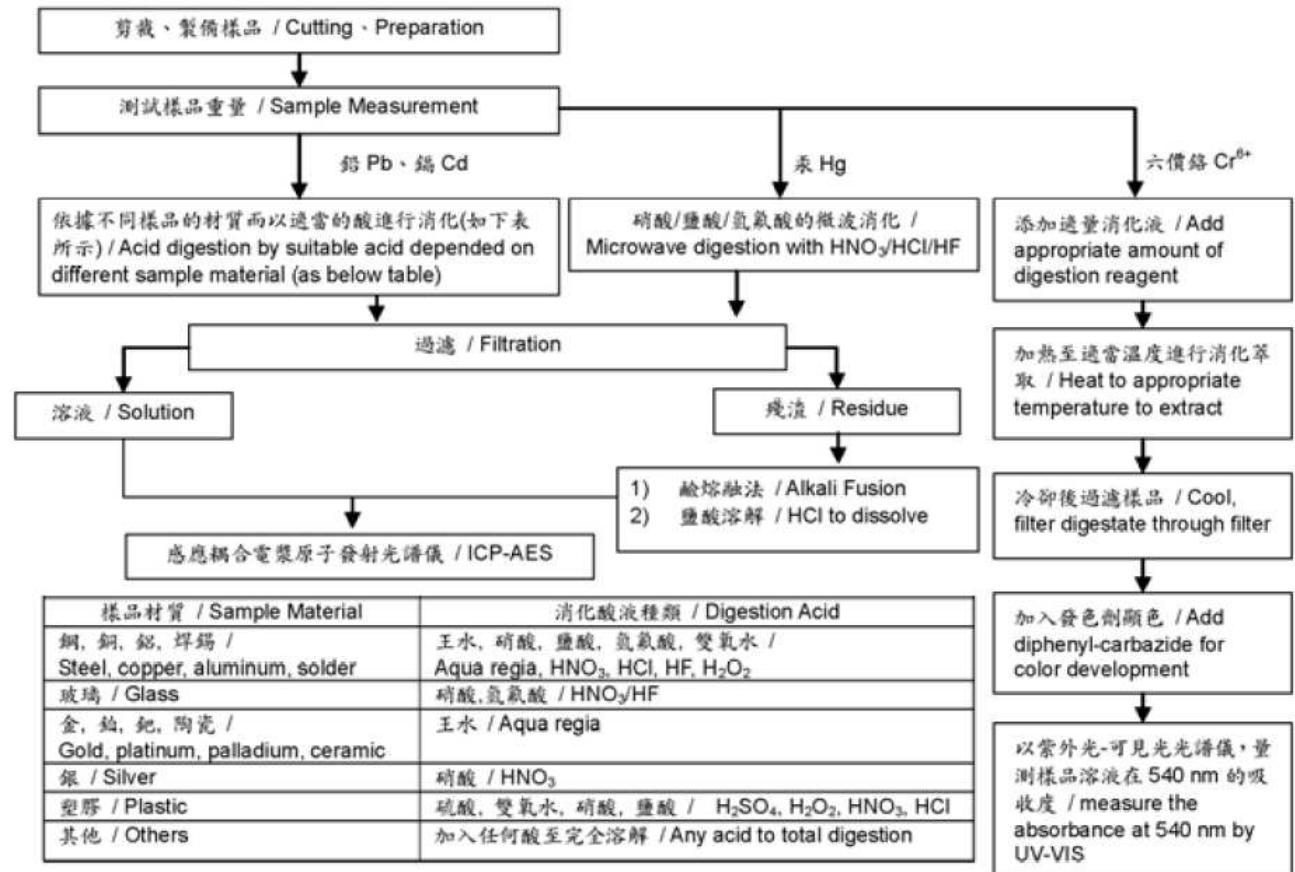 剪裁、製備樣品 / Cutting、Preparation
測試樣品重量 / Sample Measurement
鉛 Pb、鎘 Cd
汞 Hg
六價鉻 Cr⁶⁺
依據不同樣品的材質而以適當的酸進行消化(如下表
所示) / Acid digestion by suitable acid depended on
different sample material (as below table)
硝酸/鹽酸/氫氟酸的微波消化 /
Microwave digestion with HNO₃/HCl/HF
添加適量消化液 / Add
appropriate amount of
digestion reagent
過濾 / Filtration
加熱至適當溫度進行消化萃
取 / Heat to appropriate
temperature to extract
溶液 / Solution
殘渣 / Residue
1) 鹼熔融法 / Alkali Fusion
2) 鹽酸溶解 / HCl to dissolve
冷卻後過濾樣品 / Cool,
filter digestate through filter
感應耦合電漿原子發射光譜儀 / ICP-AES
樣品材質 / Sample Material
消化酸液種類 / Digestion Acid
鋼, 銅, 鋁, 焊錫 /
Steel, copper, aluminum, solder
王水, 硝酸, 鹽酸, 氫氟酸, 雙氧水 /
Aqua regia, HNO₃, HCl, HF, H₂O₂
玻璃 / Glass
硝酸,氫氟酸 / HNO₃/HF
金, 鉑, 鈀, 陶瓷 /
Gold, platinum, palladium, ceramic
王水 / Aqua regia
銀 / Silver
硝酸 / HNO₃
塑膠 / Plastic
硫酸, 雙氧水, 硝酸, 鹽酸 / H₂SO₄, H₂O₂, HNO₃, HCl
其他 / Others
加入任何酸至完全溶解 / Any acid to total digestion
加入發色劑顯色 / Add
diphenyl-carbazide for
color development
以紫外光-可見光光譜儀，量
測樣品溶液在 540 nm 的吸
收度 / measure the
absorbance at 540 nm by
UV-VIS